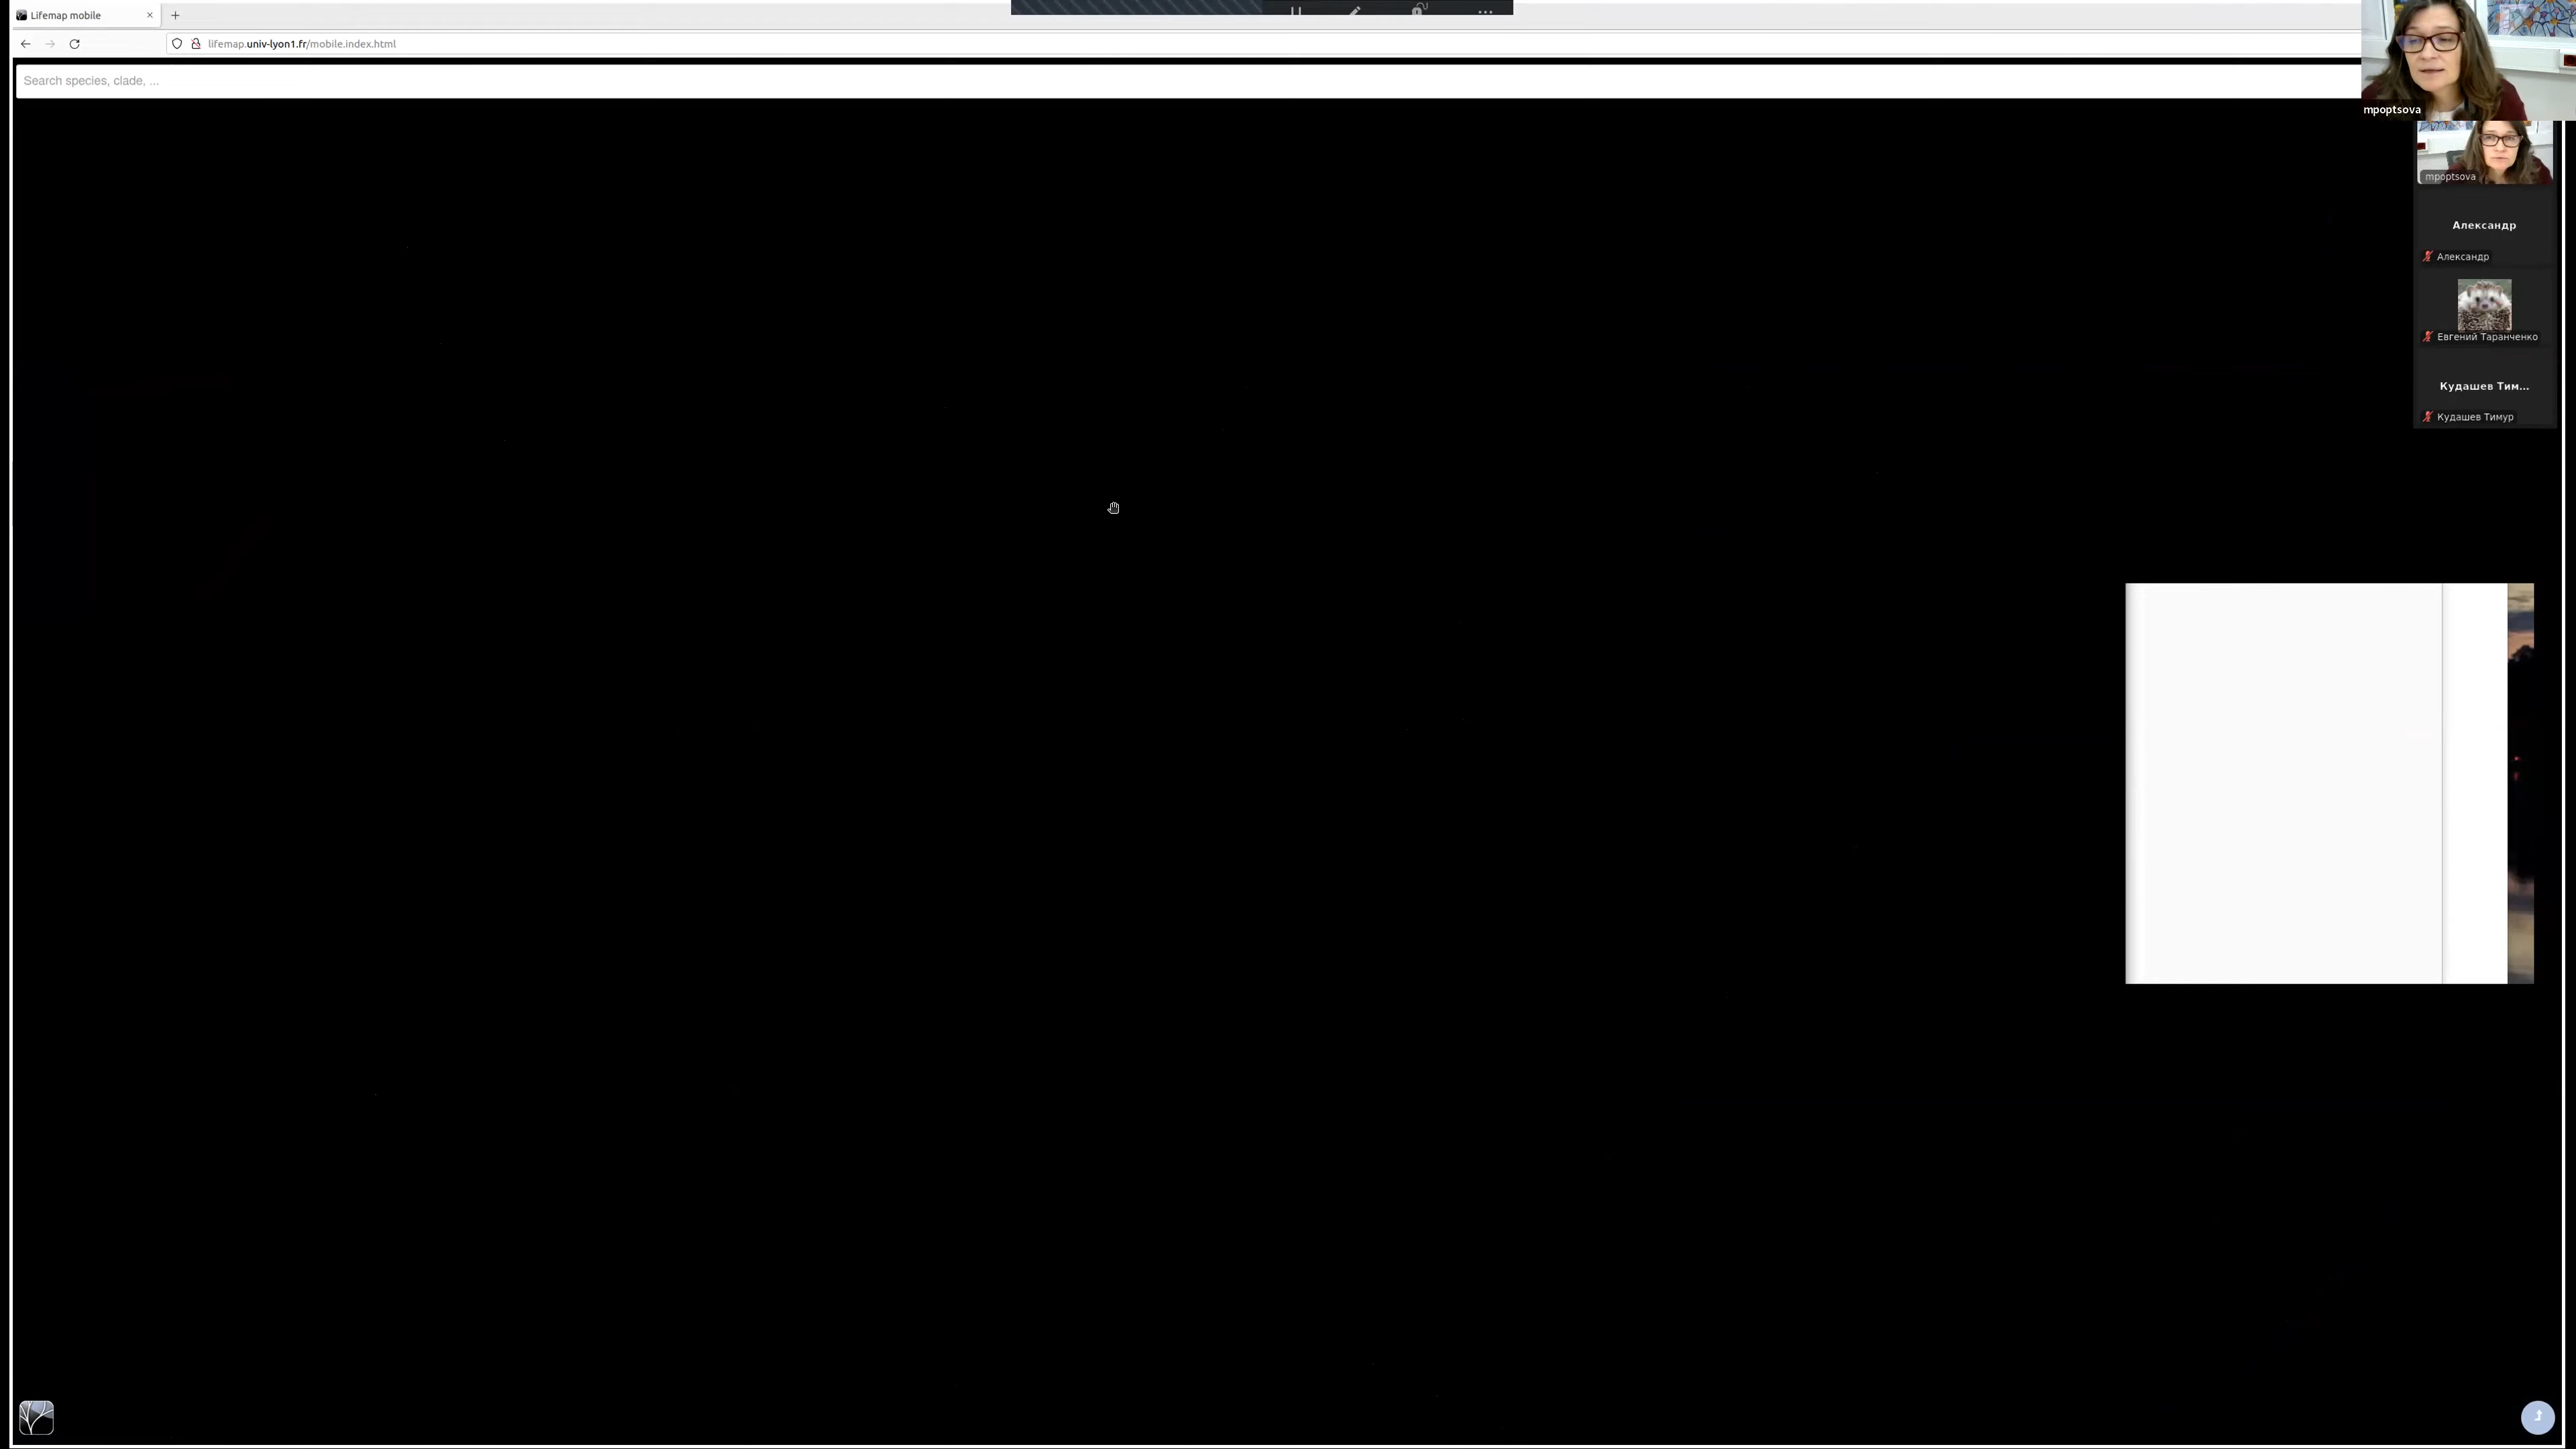 Lifemap mobile
lifemap.univ-lyon1.fr/mobile.index.html
Search species, clade, ...
mpoptsova
mpoptsova
Александр
Александр
Евгений Таранченко
Кудашев Тим...
Кудашев Тимур